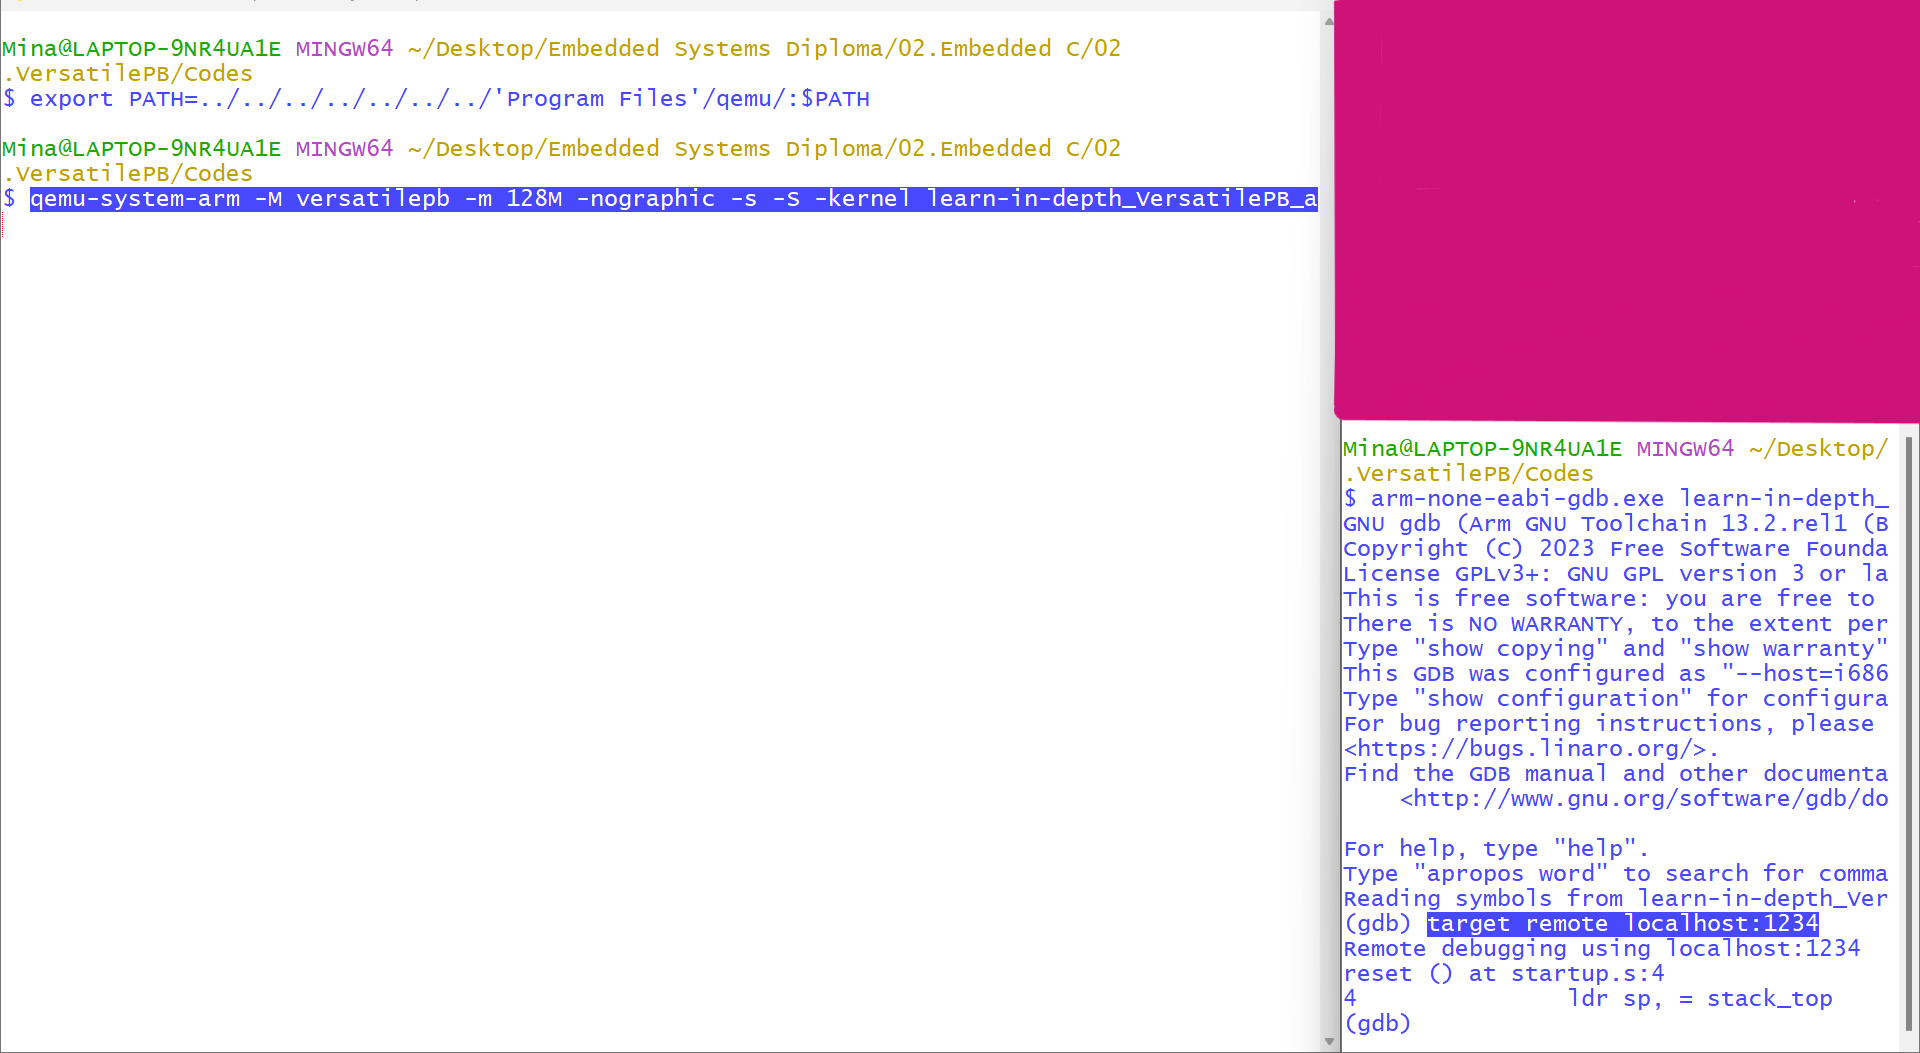 Mina@LAPTOP-9NR4UA1E MINGW64 ~/Desktop/Embedded Systems Diploma/02.Embedded C/02
.VersatilePB/Codes
$ export PATH=../../../../../../../'Program Files'/qemu/:$PATH
Mina@LAPTOP-9NR4UA1E MINGW64 ~/Desktop/Embedded Systems Diploma/02.Embedded C/02
.VersatilePB/Codes
$ qemu-system-arm -M versatilepb -m 128M -nographic -s -S -kernel learn-in-depth_VersatilePB_a
Mina@LAPTOP-9NR4UA1E MINGW64 ~/Desktop/
.VersatilePB/Codes
$ arm-none-eabi-gdb.exe learn-in-depth_
GNU gdb (Arm GNU Toolchain 13.2.rel1 (B
Copyright (C) 2023 Free Software Founda
License GPLv3+: GNU GPL version 3 or la
This is free software: you are free to
There is NO WARRANTY, to the extent per
Type "show copying" and "show warranty"
This GDB was configured as "--host=i686
Type "show configuration" for configura
For bug reporting instructions, please
<https://bugs.linaro.org/>.
Find the GDB manual and other documenta
<http://www.gnu.org/software/gdb/do
For help, type "help".
Type "apropos word" to search for comma
Reading symbols from learn-in-depth_Ver
(gdb) target remote localhost:1234
Remote debugging using localhost:1234
reset () at startup.s:4
4 ldr sp, = stack_top
(gdb)